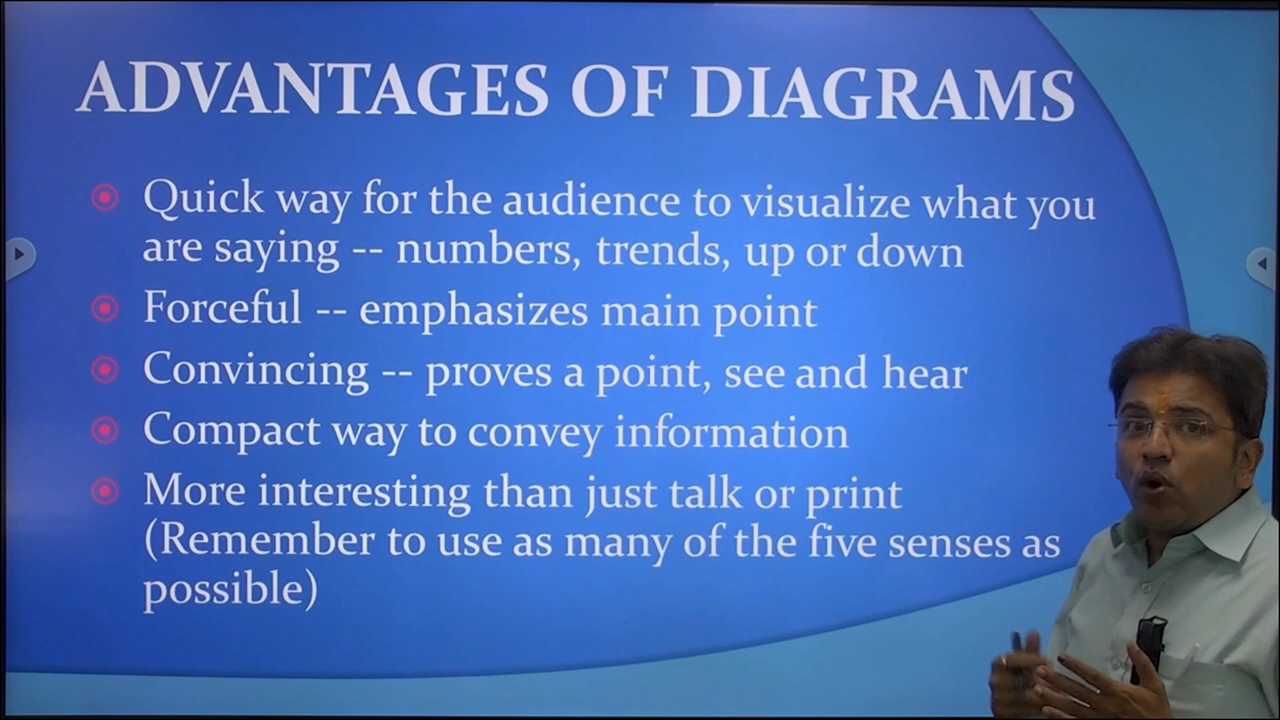 ADVANTAGES OF DIAGRAMS
Quick way for the audience to visualize what you
are saying -- numbers, trends, up or down
Forceful -- emphasizes main point
Convincing -- proves a point, see and hear
Compact way to convey information
More interesting than just talk or print
(Remember to use as many of the five senses as
possible)